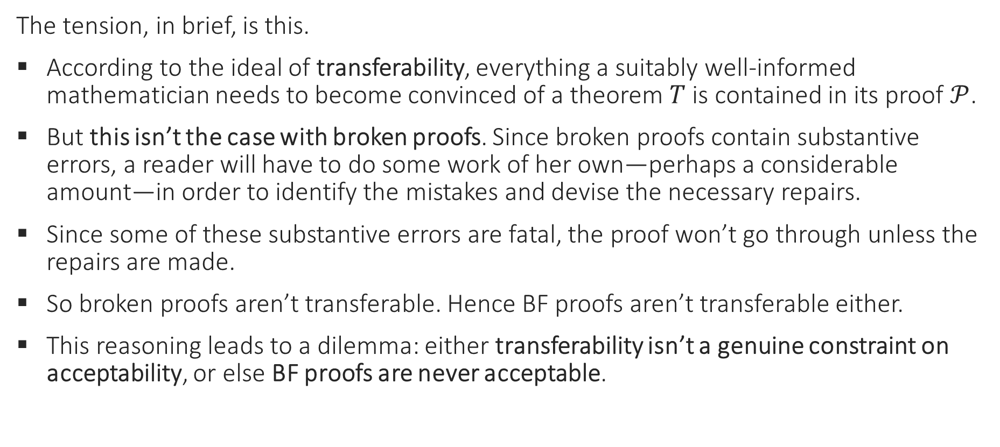 The tension, in brief, is this.
▪ According to the ideal of transferability, everything a suitably well-informed
mathematician needs to become convinced of a theorem T is contained in its proof 𝒫.
▪ But this isn’t the case with broken proofs. Since broken proofs contain substantive
errors, a reader will have to do some work of her own—perhaps a considerable
amount—in order to identify the mistakes and devise the necessary repairs.
▪ Since some of these substantive errors are fatal, the proof won’t go through unless the
repairs are made.
▪ So broken proofs aren’t transferable. Hence BF proofs aren’t transferable either.
▪ This reasoning leads to a dilemma: either transferability isn’t a genuine constraint on
acceptability, or else BF proofs are never acceptable.